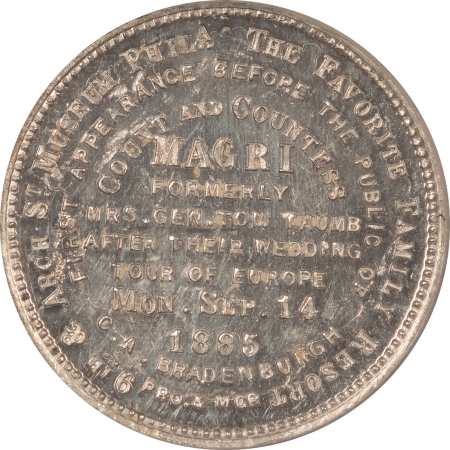 9TH & ARCH ST. MUSEUM PHILA. THE FAVORITE FAMILY RESORT
FIRST APPEARANCE BEFORE THE PUBLIC OF
COUNT AND COUNTESS
MAGRI
FORMERLY
MRS. GEN. TOM THUMB
AFTER THEIR WEDDING
TOUR OF EUROPE
MON. SEP. 14
1885
C. A. BRADENBURGH
PRO. & MGR